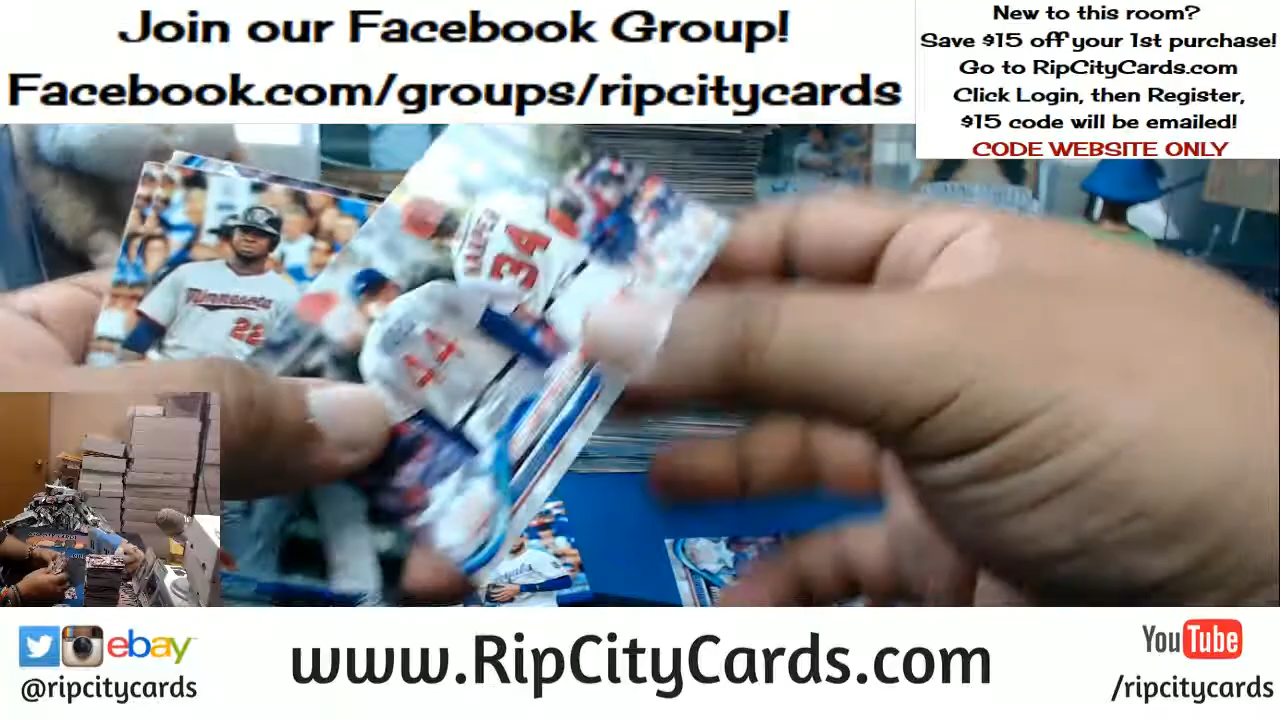 Join our Facebook Group!
Facebook.com/groups/ripcitycards
New to this room?
Save $15 off your 1st purchase!
Go to RipCityCards.com
Click Login, then Register,
$15 code will be emailed!
CODE WEBSITE ONLY
HARPER
34
44
Minnesota
22
Royals
ebay
@ripcitycards
www.RipCityCards.com
YouTube
/ripcitycards